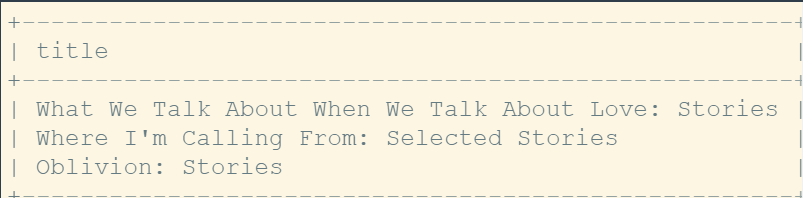 +-----------------------------------------------------+
| title                                               |
+-----------------------------------------------------+
| What We Talk About When We Talk About Love: Stories |
| Where I'm Calling From: Selected Stories            |
| Oblivion: Stories                                   |
+-----------------------------------------------------+